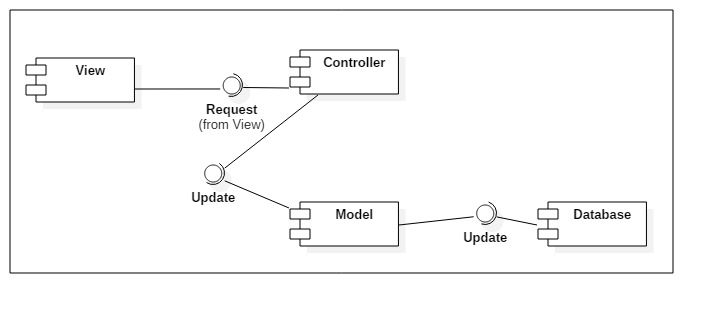 View
Controller
Request
(from View)
Update
Model
Database
Update